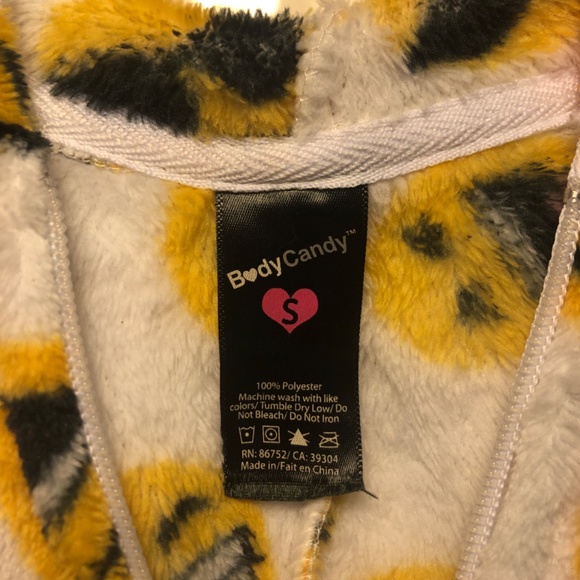 BodyCandy™
S
100% Polyester
Machine wash with like
colors/ Tumble Dry Low/ Do
Not Bleach/ Do Not Iron
RN: 86752/ CA: 39304
Made in/Fait en China